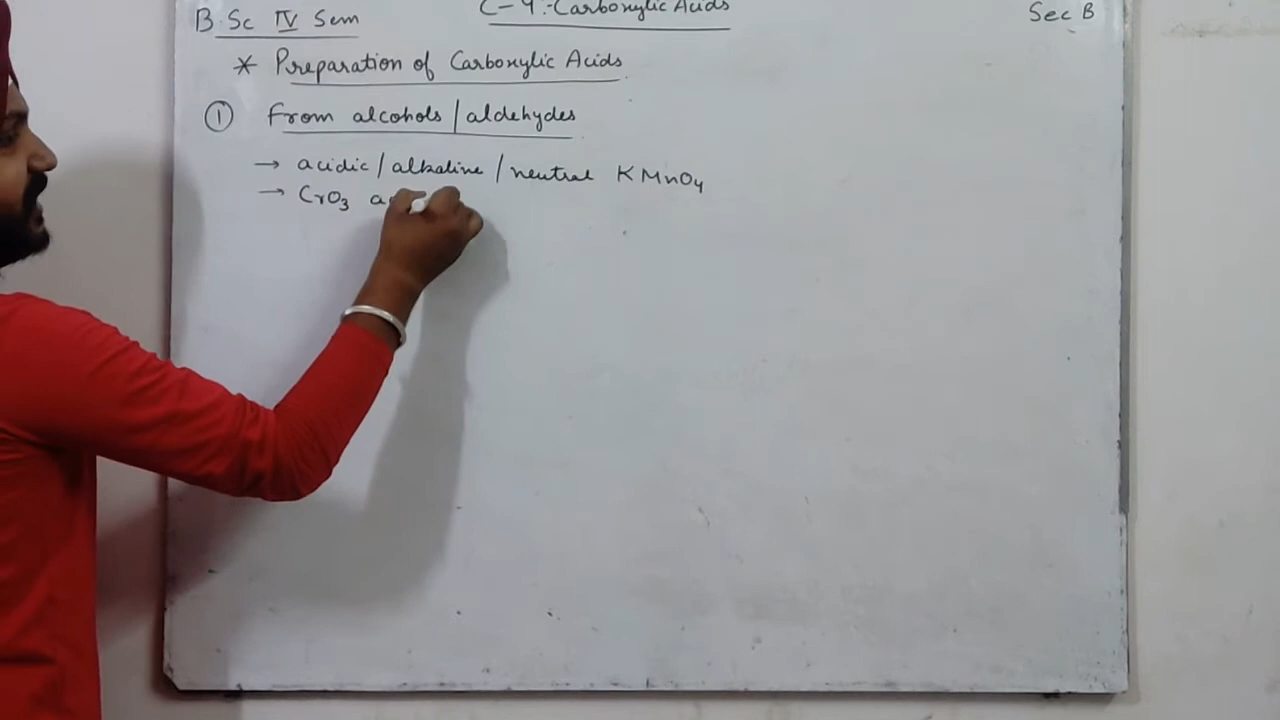 B.Sc IV Sem
C-4:-Carboxylic Acids
Sec B
* Preparation of Carboxylic Acids
① From alcohols/aldehydes
→ acidic/alkaline/neutral KMnO4
→ CrO3